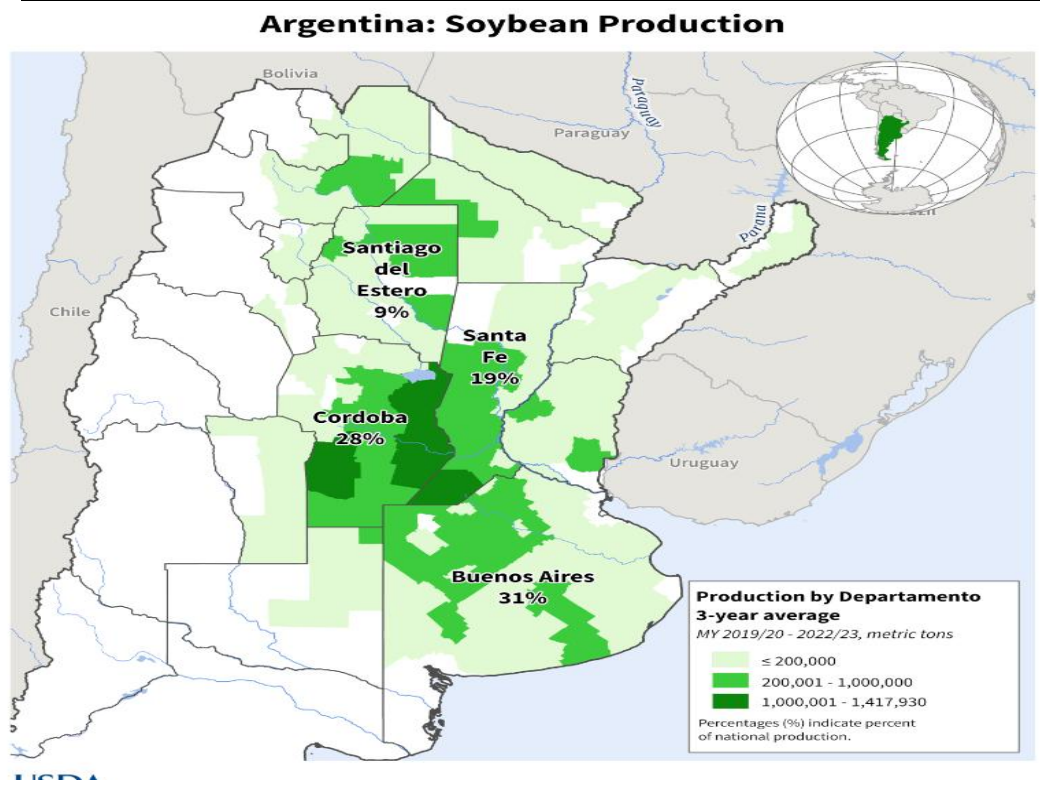 Argentina: Soybean Production
Bolivia
Paraguay
Paraguay
Parana
Chile
Santiago
del
Estero
9%
Santa
Fe
19%
Cordoba
28%
Uruguay
Buenos Aires
31%
Production by Departamento
3-year average
MY 2019/20 - 2022/23, metric tons
≤ 200,000
200,001 - 1,000,000
1,000,001 - 1,417,930
Percentages (%) indicate percent
of national production.
USDA